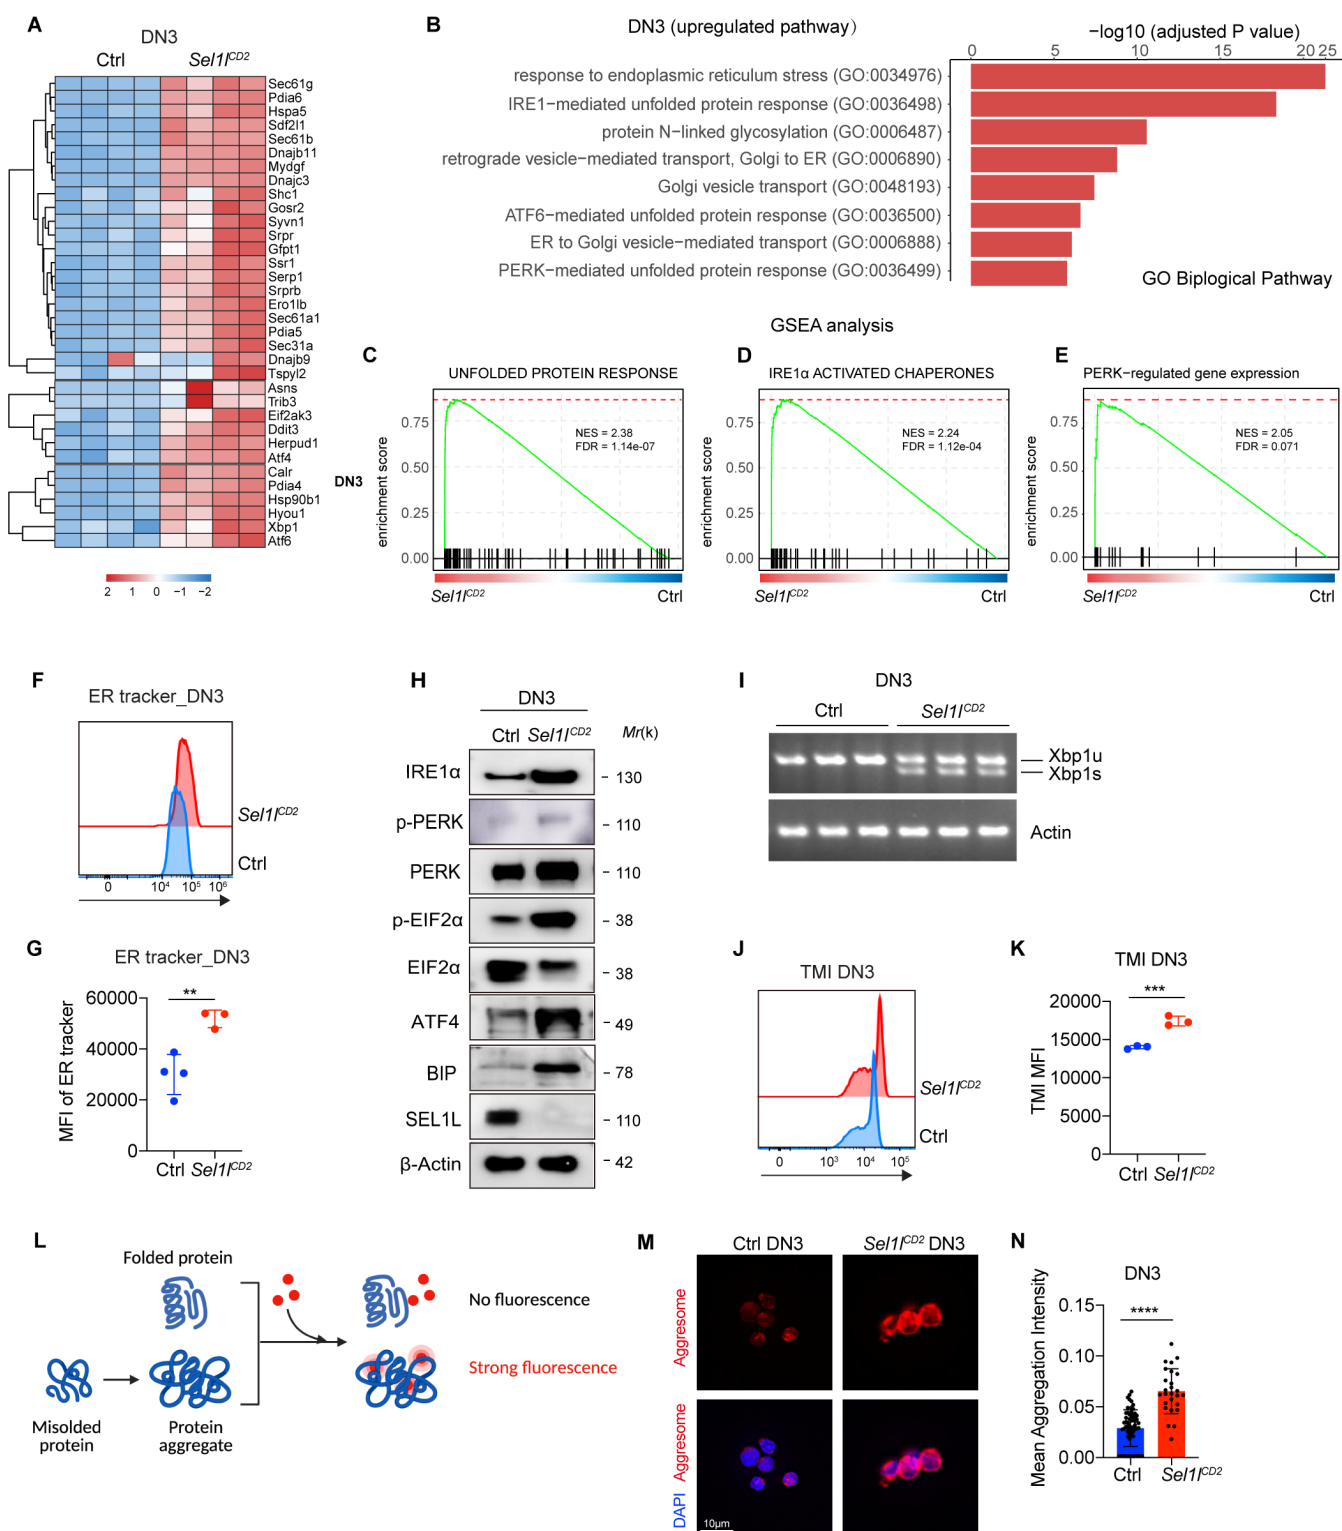 A
DN3
Ctrl Sel1l^CD2
Sec61g
Pdia6
Hspa5
Sdf2l1
Sec61b
Dnajb11
Mydgf
Dnajc3
Shc1
Gosr2
Syvn1
Srpr
Gfpt1
Ssr1
Serp1
Srprb
Ero1lb
Sec61a1
Pdia5
Sec31a
Dnajb9
Tspyl2
Asns
Trib3
Eif2ak3
Ddit3
Herpud1
Atf4
Calr
Pdia4
Hsp90b1
Hyou1
Xbp1
Atf6
2 1 0 −1 −2
B
DN3 (upregulated pathway)
−log10 (adjusted P value)
0 5 10 15 20 25
response to endoplasmic reticulum stress (GO:0034976)
IRE1−mediated unfolded protein response (GO:0036498)
protein N−linked glycosylation (GO:0006487)
retrograde vesicle−mediated transport, Golgi to ER (GO:0006890)
Golgi vesicle transport (GO:0048193)
ATF6−mediated unfolded protein response (GO:0036500)
ER to Golgi vesicle−mediated transport (GO:0006888)
PERK−mediated unfolded protein response (GO:0036499)
GO Biplogical Pathway
GSEA analysis
C
UNFOLDED PROTEIN RESPONSE
DN3
enrichment score
0.75
0.50
0.25
0.00
NES = 2.38
FDR = 1.14e-07
Sel1l^CD2 Ctrl
D
IRE1α ACTIVATED CHAPERONES
enrichment score
0.75
0.50
0.25
0.00
NES = 2.24
FDR = 1.12e-04
Sel1l^CD2 Ctrl
E
PERK−regulated gene expression
enrichment score
0.75
0.50
0.25
0.00
NES = 2.05
FDR = 0.071
Sel1l^CD2 Ctrl
F
ER tracker_DN3
Sel1l^CD2
Ctrl
0 10^4 10^5 10^6
G
ER tracker_DN3
MFI of ER tracker
60000
40000
20000
0
**
Ctrl Sel1l^CD2
H
DN3
Ctrl Sel1l^CD2 Mr(k)
IRE1α - 130
p-PERK - 110
PERK - 110
p-EIF2α - 38
EIF2α - 38
ATF4 - 49
BIP - 78
SEL1L - 110
β-Actin - 42
I
DN3
Ctrl Sel1l^CD2
Xbp1u
Xbp1s
Actin
J
TMI DN3
Sel1l^CD2
Ctrl
0 10^3 10^4 10^5
K
TMI DN3
TMI MFI
20000
15000
10000
5000
0
***
Ctrl Sel1l^CD2
L
Folded protein
Misolded
protein
Protein
aggregate
No fluorescence
Strong fluorescence
M
Ctrl DN3 Sel1l^CD2 DN3
Aggresome
DAPI Aggresome
10μm
N
DN3
Mean Aggregation Intensity
0.15
0.10
0.05
0.00
****
Ctrl Sel1l^CD2